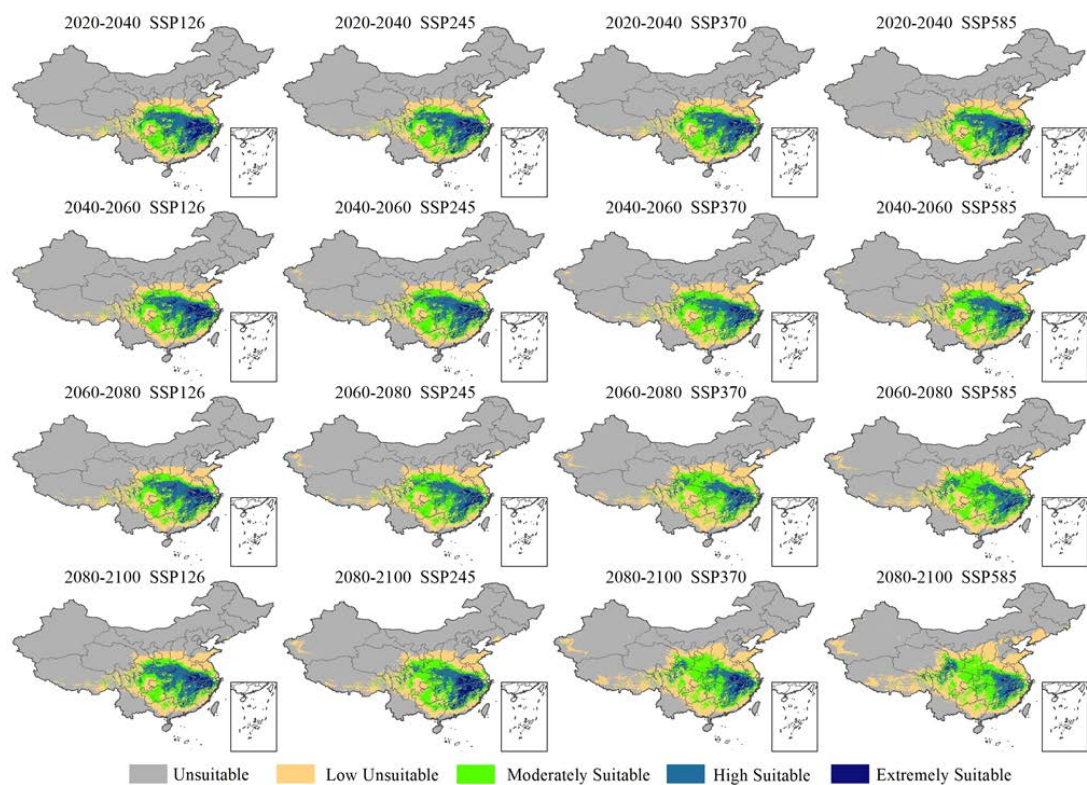 2020-2040 SSP126
2020-2040 SSP245
2020-2040 SSP370
2020-2040 SSP585
2040-2060 SSP126
2040-2060 SSP245
2040-2060 SSP370
2040-2060 SSP585
2060-2080 SSP126
2060-2080 SSP245
2060-2080 SSP370
2060-2080 SSP585
2080-2100 SSP126
2080-2100 SSP245
2080-2100 SSP370
2080-2100 SSP585
Unsuitable
Low Unsuitable
Moderately Suitable
High Suitable
Extremely Suitable